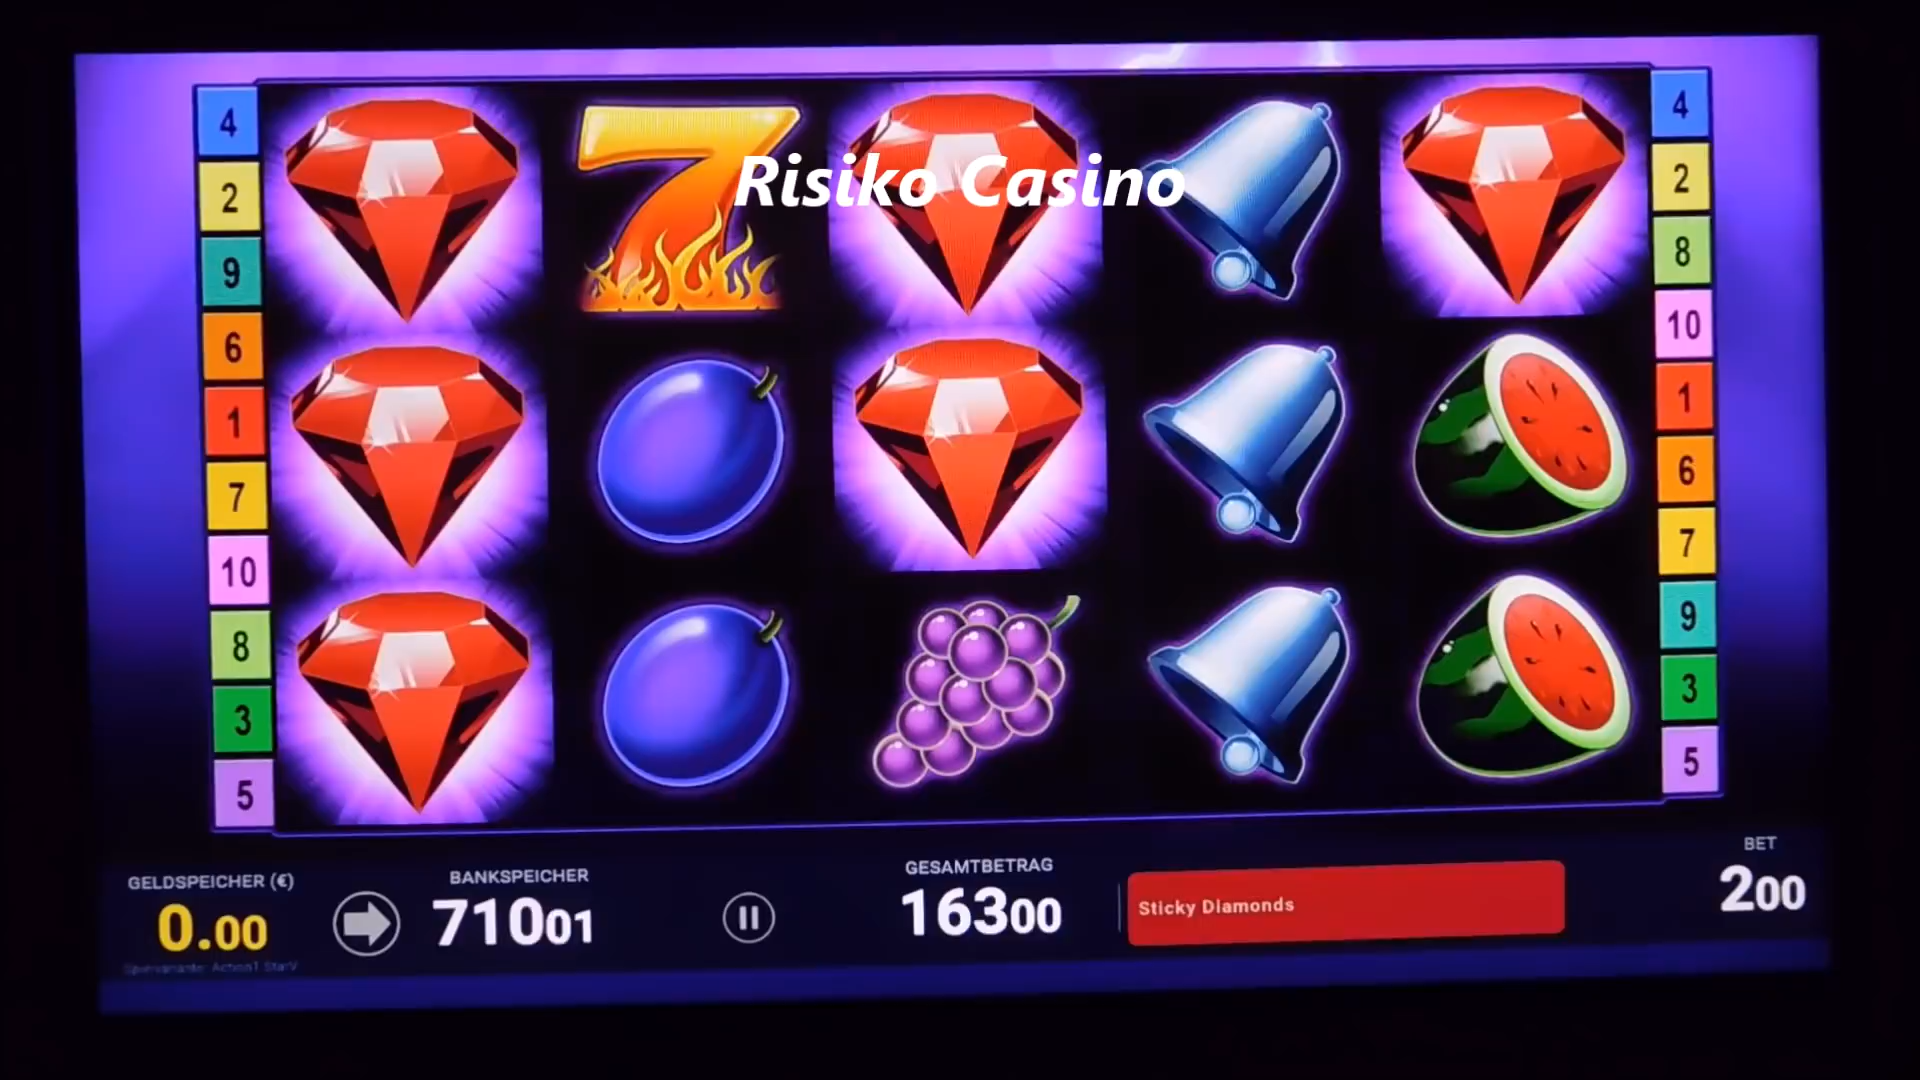 Risiko Casino
4 4
2 2
9 8
6 10
1 1
7 6
10 7
8 9
3 3
5 5
GELDSPEICHER (€)
0.00
BANKSPEICHER
71001
GESAMTBETRAG
16300
Sticky Diamonds
BET
200